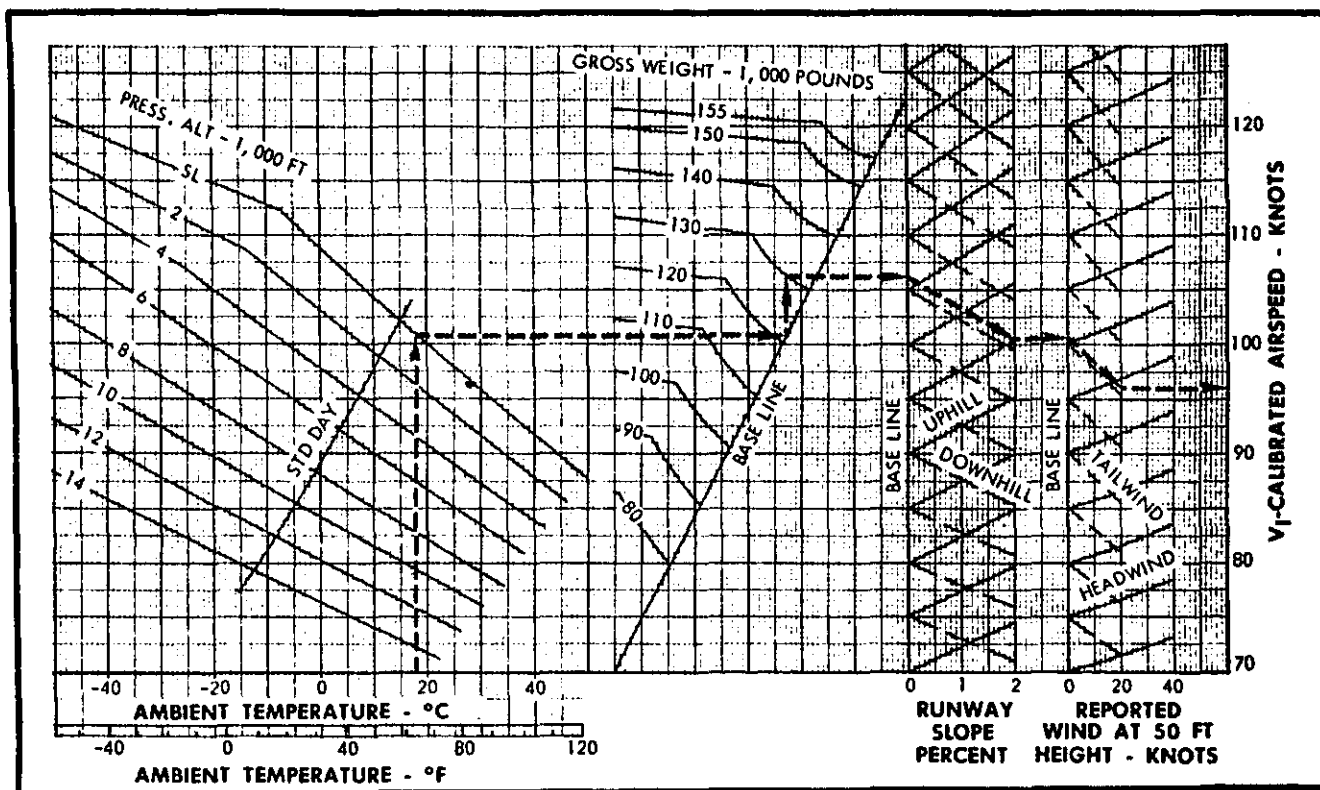 GROSS WEIGHT - 1,000 POUNDS
PRESS. ALT - 1,000 FT
SL
2
4
6
8
10
12
14
STD DAY
155
150
140
130
120
110
100
90
80
BASE LINE
BASE LINE
UPHILL
DOWNHILL
BASE LINE
TAILWIND
HEADWIND
120
110
100
90
80
70
V1-CALIBRATED AIRSPEED - KNOTS
-40 -20 0 20 40
AMBIENT TEMPERATURE - °C
-40 0 40 80 120
AMBIENT TEMPERATURE - °F
0 1 2
RUNWAY
SLOPE
PERCENT
0 20 40
REPORTED
WIND AT 50 FT
HEIGHT - KNOTS